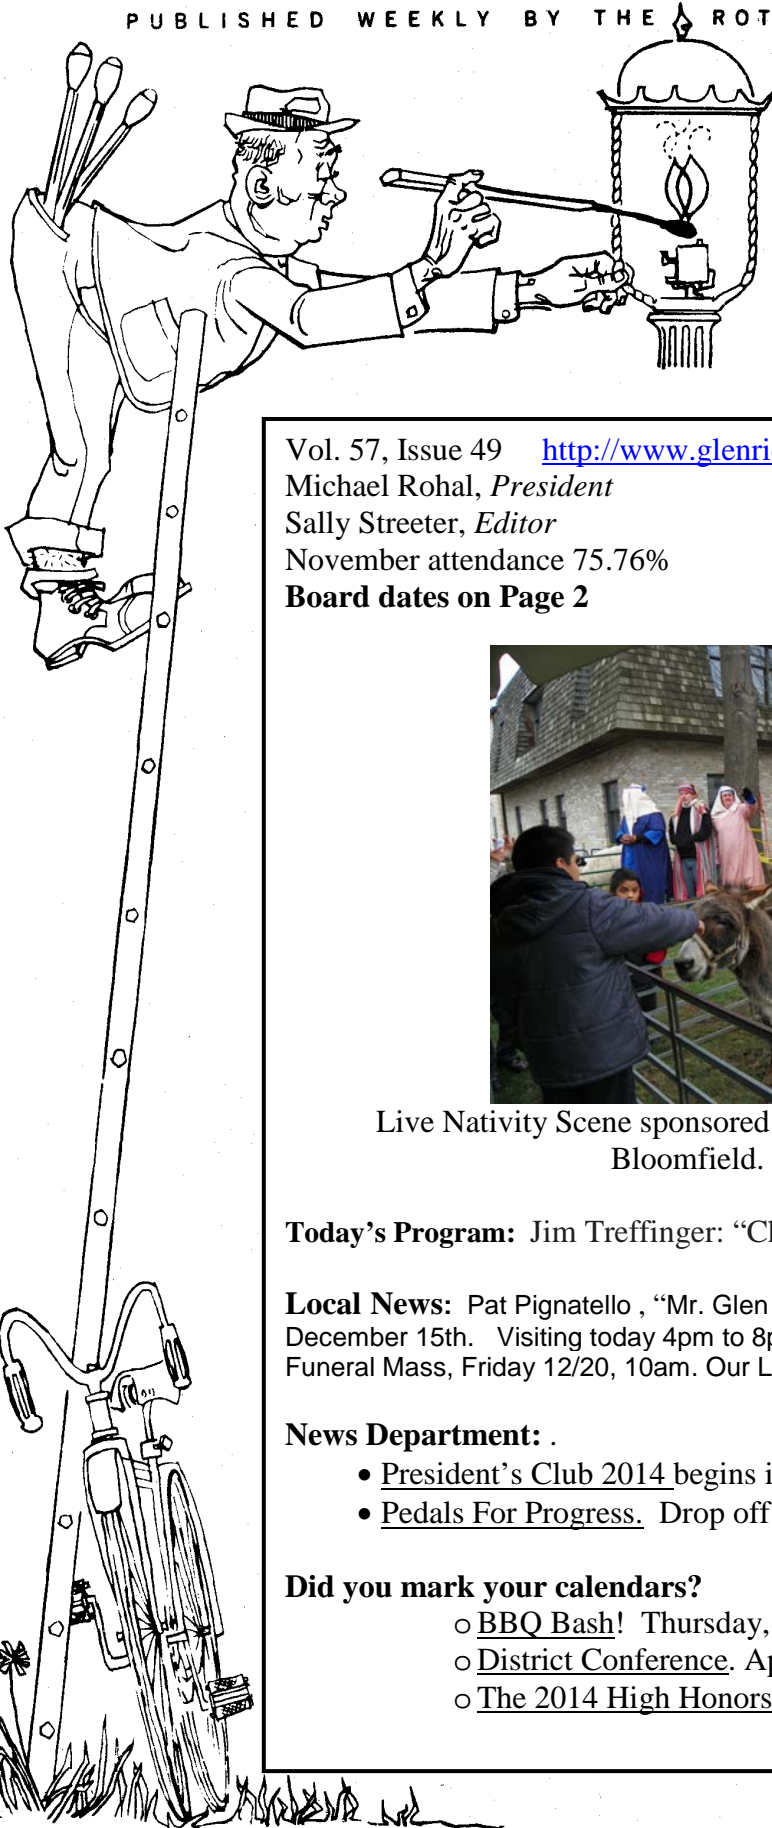 PUBLISHED WEEKLY BY THE ROT
Vol. 57, Issue 49 http://www.glenri
Michael Rohal, President
Sally Streeter, Editor
November attendance 75.76%
Board dates on Page 2
Live Nativity Scene sponsored
Bloomfield.
Today's Program: Jim Treffinger: “Cl
Local News: Pat Pignatello , “Mr. Glen
December 15th. Visiting today 4pm to 8p
Funeral Mass, Friday 12/20, 10am. Our L
News Department: .
• President’s Club 2014 begins i
• Pedals For Progress. Drop off
Did you mark your calendars?
o BBQ Bash! Thursday,
o District Conference. Ap
o The 2014 High Honors